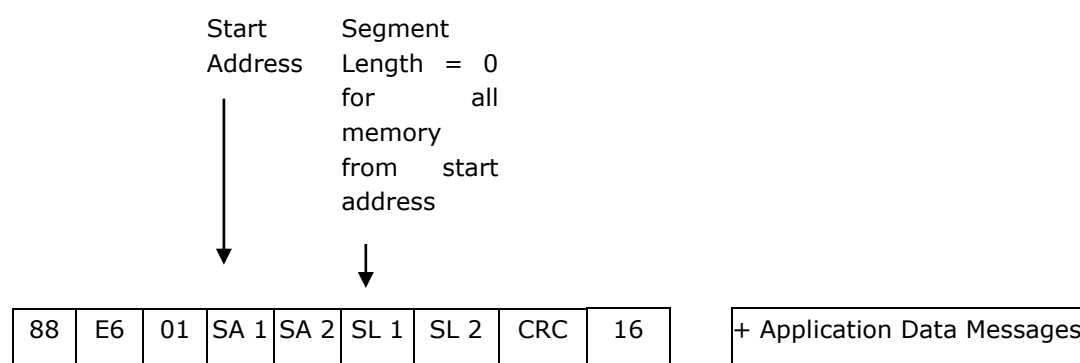 Start
Address
Segment
Length = 0
for all
memory
from start
address
88 E6 01 SA 1 SA 2 SL 1 SL 2 CRC 16 + Application Data Messages